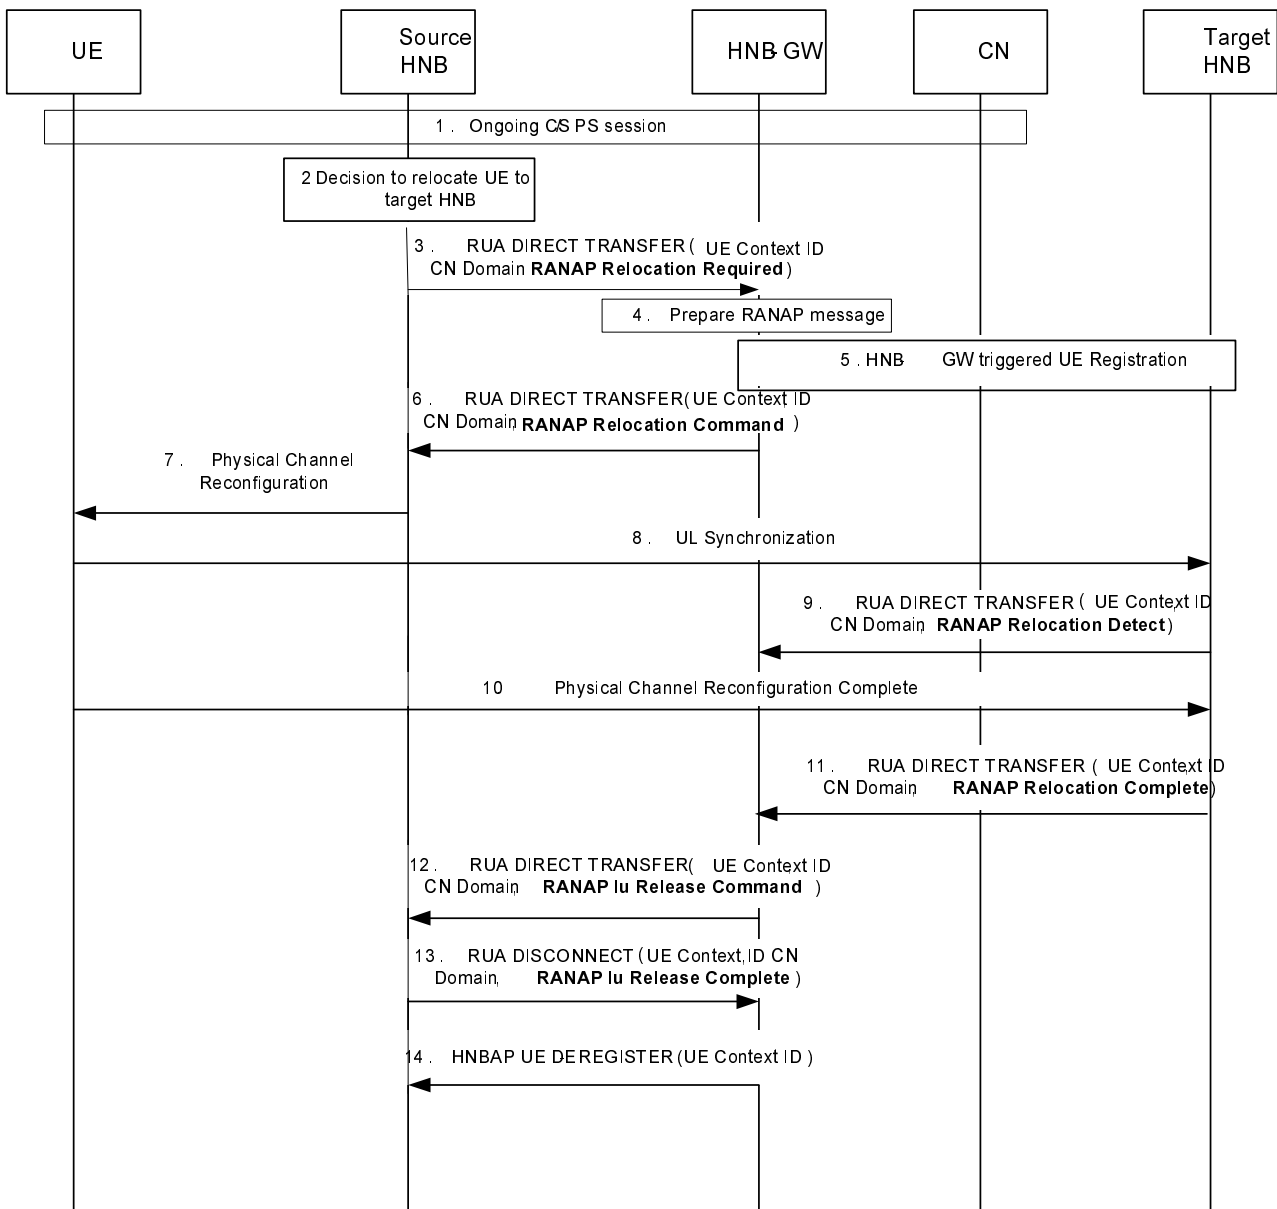 UE
Source
HNB
HNB-GW
CN
Target
HNB
1 . Ongoing C/S PS session
2 Decision to relocate UE to
target HNB
3 . RUA DIRECT TRANSFER ( UE Context ID
CN Domain RANAP Relocation Required )
4 . Prepare RANAP message
5 . HNB- GW triggered UE Registration
6 . RUA DIRECT TRANSFER ( UE Context, ID
CN Domain, RANAP Relocation Command )
7 . Physical Channel
Reconfiguration
8 . UL Synchronization
9 . RUA DIRECT TRANSFER ( UE Context, ID
CN Domain, RANAP Relocation Detect )
10 Physical Channel Reconfiguration Complete
11 . RUA DIRECT TRANSFER ( UE Context, ID
CN Domain, RANAP Relocation Complete )
12 . RUA DIRECT TRANSFER ( UE Context, ID
CN Domain, RANAP Iu Release Command )
13 . RUA DISCONNECT ( UE Context, ID CN
Domain, RANAP Iu Release Complete )
14 . HNBAP UE DE-REGISTER ( UE Context ID )